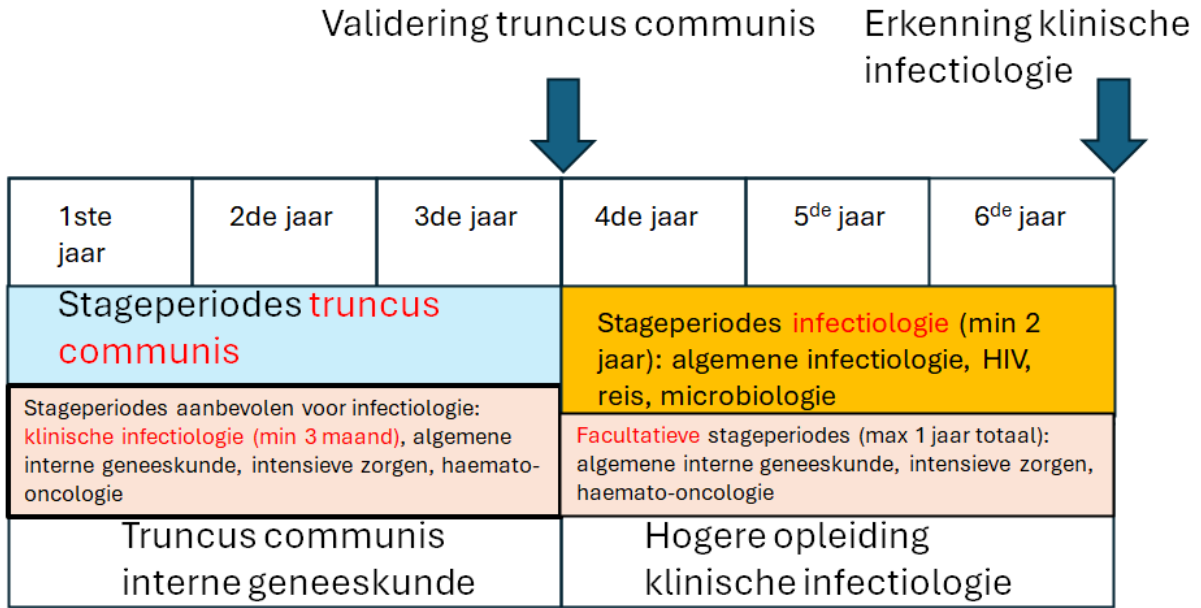 Validering truncus communis
Erkenning klinische
infectiologie
1ste
jaar
2de jaar
3de jaar
4de jaar
5de jaar
6de jaar
Stageperiodes truncus
communis
Stageperiodes infectiologie (min 2
jaar): algemene infectiologie, HIV,
reis, microbiologie
Stageperiodes aanbevolen voor infectiologie:
klinische infectiologie (min 3 maand), algemene
interne geneeskunde, intensieve zorgen, haemato-
oncologie
Facultatieve stageperiodes (max 1 jaar totaal):
algemene interne geneeskunde, intensieve zorgen,
haemato-oncologie
Truncus communis
interne geneeskunde
Hogere opleiding
klinische infectiologie